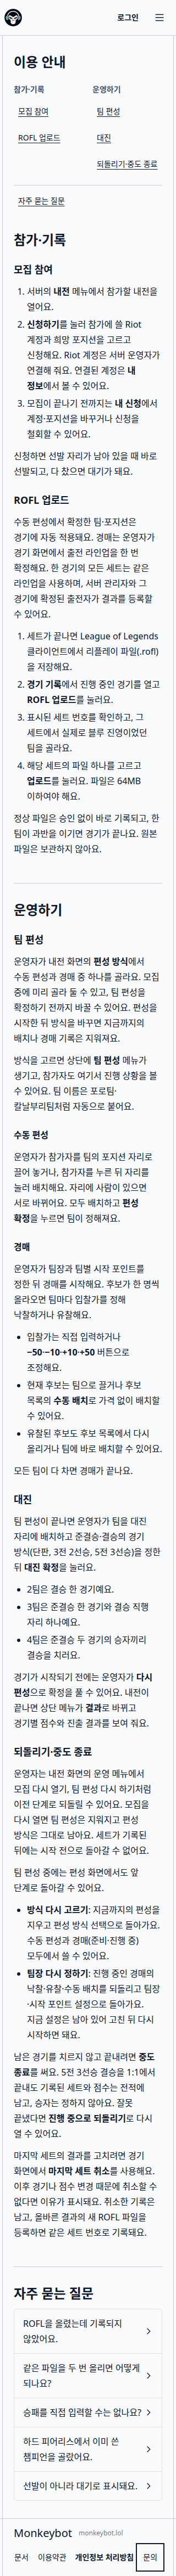 로그인
이용 안내
참가·기록
운영하기
모집 참여
팀 편성
ROFL 업로드
대진
되돌리기·중도 종료
자주 묻는 질문
참가·기록
모집 참여
1. 서버의 내전 메뉴에서 참가할 내전을
열어요.
2. 신청하기를 눌러 참가에 쓸 Riot
계정과 희망 포지션을 고르고
신청해요. Riot 계정은 서버 운영자가
연결해 줘요. 연결된 계정은 내
정보에서 볼 수 있어요.
3. 모집이 끝나기 전까지는 내 신청에서
계정·포지션을 바꾸거나 신청을
철회할 수 있어요.
신청하면 선발 자리가 남아 있을 때 바로
선발되고, 다 찼으면 대기가 돼요.
ROFL 업로드
수동 편성에서 확정한 팀·포지션은
경기에 자동 적용돼요. 경매는 운영자가
경기 화면에서 출전 라인업을 한 번
확정해요. 한 경기의 모든 세트는 같은
라인업을 사용하며, 서버 관리자와 그
경기에 확정된 출전자가 결과를 등록할
수 있어요.
1. 세트가 끝나면 League of Legends
클라이언트에서 리플레이 파일(.rofl)
을 저장해요.
2. 경기 기록에서 진행 중인 경기를 열고
ROFL 업로드를 눌러요.
3. 표시된 세트 번호를 확인하고, 그
세트에서 실제로 블루 진영이었던
팀을 골라요.
4. 해당 세트의 파일 하나를 고르고
업로드를 눌러요. 파일은 64MB
이하여야 해요.
정상 파일은 승인 없이 바로 기록되고, 한
팀이 과반을 이기면 경기가 끝나요. 원본
파일은 보관하지 않아요.
운영하기
팀 편성
운영자가 내전 화면의 편성 방식에서
수동 편성과 경매 중 하나를 골라요. 모집
중에 미리 골라 둘 수 있고, 팀 편성을
확정하기 전까지 바꿀 수 있어요. 편성을
시작한 뒤 방식을 바꾸면 지금까지의
배치나 경매 기록은 지워져요.
방식을 고르면 상단에 팀 편성 메뉴가
생기고, 참가자도 여기서 진행 상황을 볼
수 있어요. 팀 이름은 포로팀·
칼날부리팀처럼 자동으로 붙어요.
수동 편성
운영자가 참가자를 팀의 포지션 자리로
끌어 놓거나, 참가자를 누른 뒤 자리를
눌러 배치해요. 자리에 사람이 있으면
서로 바뀌어요. 모두 배치하고 편성
확정을 누르면 팀이 정해져요.
경매
운영자가 팀장과 팀별 시작 포인트를
정한 뒤 경매를 시작해요. 후보가 한 명씩
올라오면 팀마다 입찰가를 정해
낙찰하거나 유찰해요.
• 입찰가는 직접 입력하거나
−50·−10·+10·+50 버튼으로
조정해요.
• 현재 후보는 팀으로 끌거나 후보
목록의 수동 배치로 가격 없이 배치할
수 있어요.
• 유찰된 후보도 후보 목록에서 다시
올리거나 팀에 바로 배치할 수 있어요.
모든 팀이 다 차면 경매가 끝나요.
대진
팀 편성이 끝나면 운영자가 팀을 대진
자리에 배치하고 준결승·결승의 경기
방식(단판, 3전 2선승, 5전 3선승)을 정한
뒤 대진 확정을 눌러요.
• 2팀은 결승 한 경기예요.
• 3팀은 준결승 한 경기와 결승 직행
자리 하나예요.
• 4팀은 준결승 두 경기의 승자끼리
결승을 치러요.
경기가 시작되기 전에는 운영자가 다시
편성으로 확정을 풀 수 있어요. 내전이
끝나면 상단 메뉴가 결과로 바뀌고
경기별 점수와 진출 결과를 보여 줘요.
되돌리기·중도 종료
운영자는 내전 화면의 운영 메뉴에서
모집 다시 열기, 팀 편성 다시 하기처럼
이전 단계로 되돌릴 수 있어요. 모집을
다시 열면 팀 편성은 지워지고 편성
방식은 그대로 남아요. 세트가 기록된
뒤에는 시작 전으로 돌아갈 수 없어요.
팀 편성 중에는 편성 화면에서도 앞
단계로 돌아갈 수 있어요.
• 방식 다시 고르기: 지금까지의 편성을
지우고 편성 방식 선택으로 돌아가요.
수동 편성과 경매(준비·진행 중)
모두에서 쓸 수 있어요.
• 팀장 다시 정하기: 진행 중인 경매의
낙찰·유찰·수동 배치를 되돌리고 팀장
·시작 포인트 설정으로 돌아가요.
지금 설정은 남아 있어 고친 뒤 다시
시작하면 돼요.
남은 경기를 치르지 않고 끝내려면 중도
종료를 써요. 5전 3선승 결승을 1:1에서
끝내도 기록된 세트와 점수는 전적에
남고, 승자는 정하지 않아요. 잘못
끝냈다면 진행 중으로 되돌리기로 다시
열 수 있어요.
마지막 세트의 결과를 고치려면 경기
화면에서 마지막 세트 취소를 사용해요.
이후 경기나 점수 변경 때문에 취소할 수
없다면 이유가 표시돼요. 취소한 기록은
남고, 올바른 결과의 새 ROFL 파일을
등록하면 같은 세트 번호로 기록돼요.
자주 묻는 질문
ROFL을 올렸는데 기록되지
않았어요.
같은 파일을 두 번 올리면 어떻게
되나요?
승패를 직접 입력할 수는 없나요?
하드 피어리스에서 이미 쓴
챔피언을 골랐어요.
선발이 아니라 대기로 표시돼요.
Monkeybot monkeybot.lol
문서 이용약관 개인정보 처리방침 문의